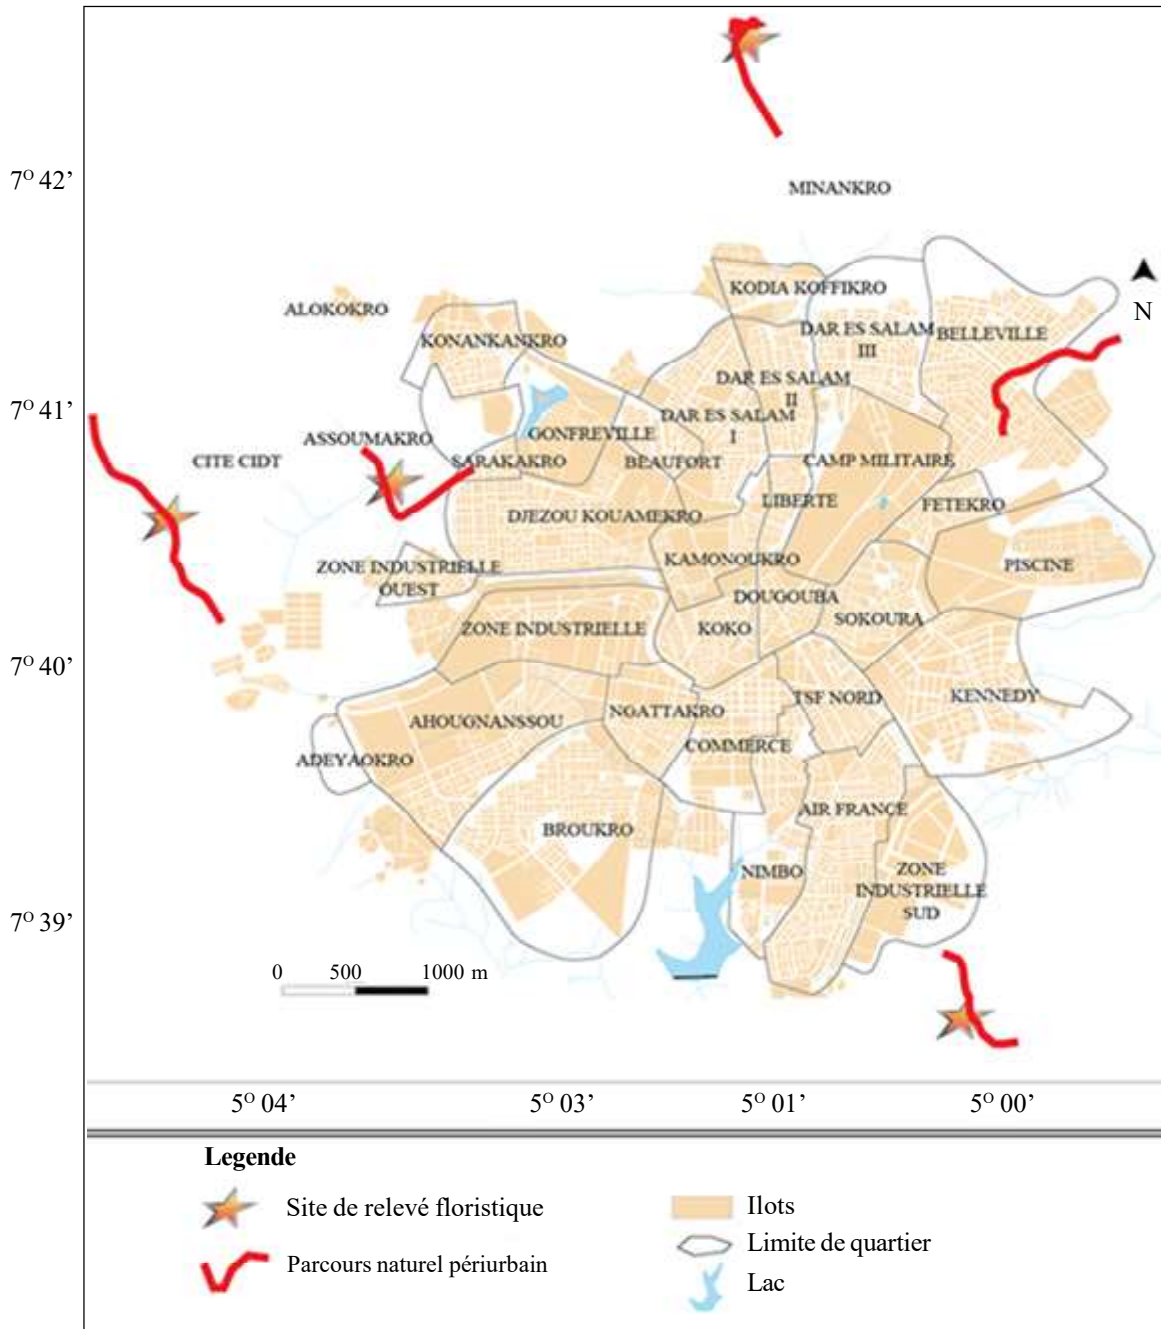 7° 42’
MINANKRO
KODIA KOFFIKRO
N
ALOKOKRO
KONANKANKRO
DAR ES SALAM
III
BELLEVILLE
DAR ES SALAM
II
7° 41’
DAR ES SALAM
I
ASSOUMAKRO
GONFREVILLE
CITE CIDT
SARAKAKRO
BEAUFORT
CAMP MILITAIRE
LIBERTE
FETEKRO
DJEZOU KOUAMEKRO
ZONE INDUSTRIELLE
OUEST
KAMONOUKRO
PISCINE
DOUGOUBA
SOKOURA
ZONE INDUSTRIELLE
KOKO
7° 40’
TSF NORD
KENNEDY
AHOUGNANSSOU
NGATTAKRO
COMMERCE
ADEYAOKRO
AIR FRANCE
BROUKRO
NIMBO
ZONE
INDUSTRIELLE
SUD
7° 39’
0 500 1000 m
5° 04’ 5° 03’ 5° 01’ 5° 00’
Legende
Site de relevé floristique
Parcours naturel périurbain
Ilots
Limite de quartier
Lac